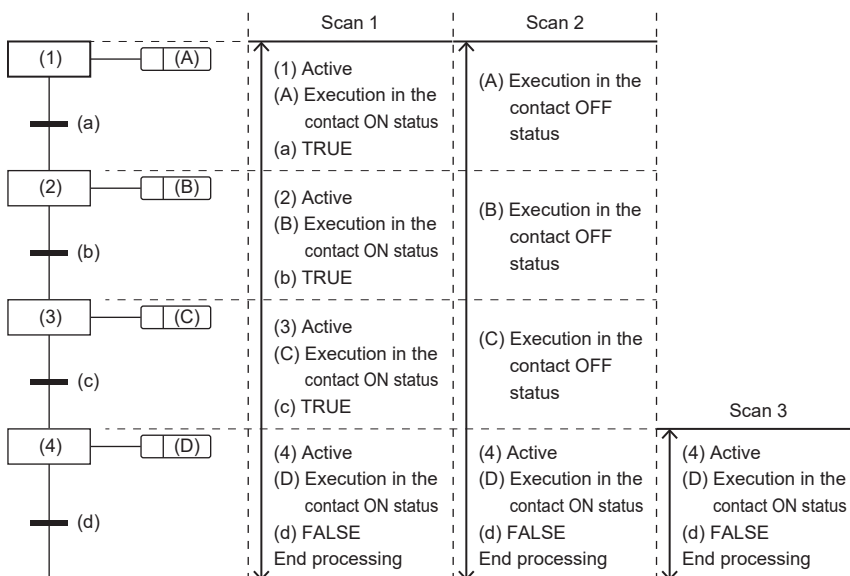 Scan 1
Scan 2
(1)
(A)
(a)
(1) Active
(A) Execution in the
contact ON status
(a) TRUE
(A) Execution in the
contact OFF
status
(2)
(B)
(b)
(2) Active
(B) Execution in the
contact ON status
(b) TRUE
(B) Execution in the
contact OFF
status
(3)
(C)
(c)
(3) Active
(C) Execution in the
contact ON status
(c) TRUE
(C) Execution in the
contact OFF
status
Scan 3
(4)
(D)
(d)
(4) Active
(D) Execution in the
contact ON status
(d) FALSE
End processing
(4) Active
(D) Execution in the
contact ON status
(d) FALSE
End processing
(4) Active
(D) Execution in the
contact ON status
(d) FALSE
End processing